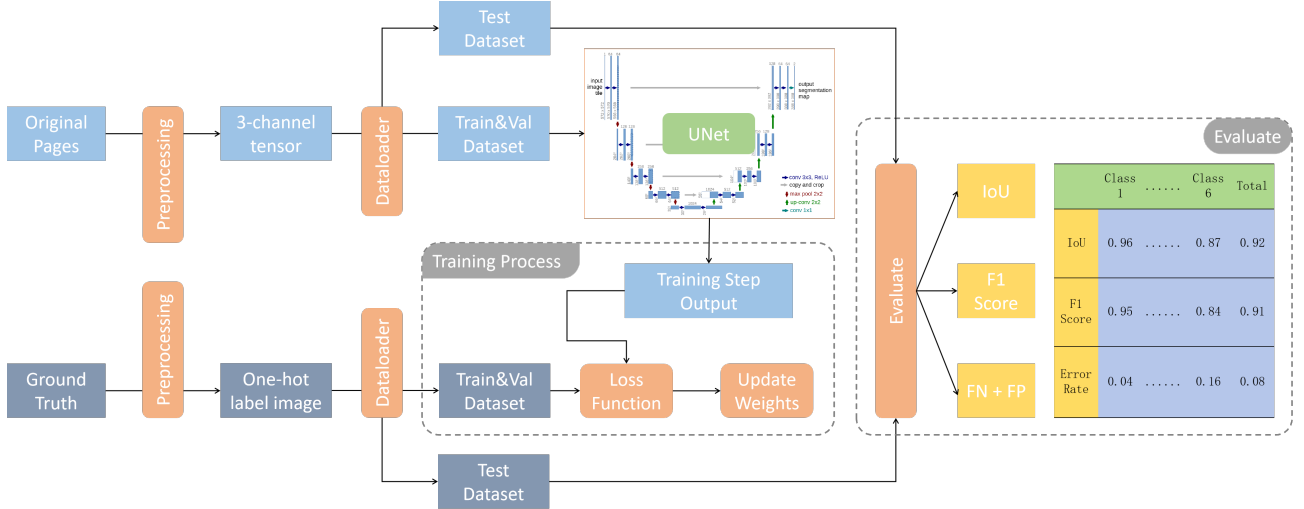 Test
Dataset
Original
Pages
Preprocessing
3-channel
tensor
Dataloader
Train&Val
Dataset
input
image
tile
output
segmentation
map
UNet
conv 3x3, ReLU
copy and crop
max pool 2x2
up-conv 2x2
conv 1x1
Training Process
Training Step
Output
Ground
Truth
Preprocessing
One-hot
label image
Dataloader
Train&Val
Dataset
Loss
Function
Update
Weights
Test
Dataset
Evaluate
Evaluate
IoU
F1
Score
FN + FP
Class 1 ...... Class 6 Total
IoU 0.96 ...... 0.87 0.92
F1 Score 0.95 ...... 0.84 0.91
Error Rate 0.04 ...... 0.16 0.08